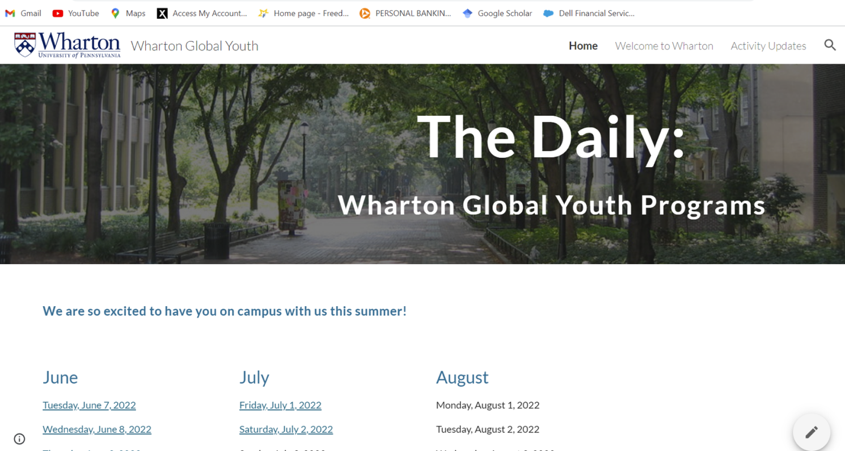 Gmail YouTube Maps Access My Account... Home page - Freed... PERSONAL BANKIN... Google Scholar Dell Financial Servic...
Wharton
UNIVERSITY of PENNSYLVANIA
Wharton Global Youth
Home Welcome to Wharton Activity Updates
The Daily:
Wharton Global Youth Programs
We are so excited to have you on campus with us this summer!
June July August
Tuesday, June 7, 2022 Friday, July 1, 2022 Monday, August 1, 2022
Wednesday, June 8, 2022 Saturday, July 2, 2022 Tuesday, August 2, 2022